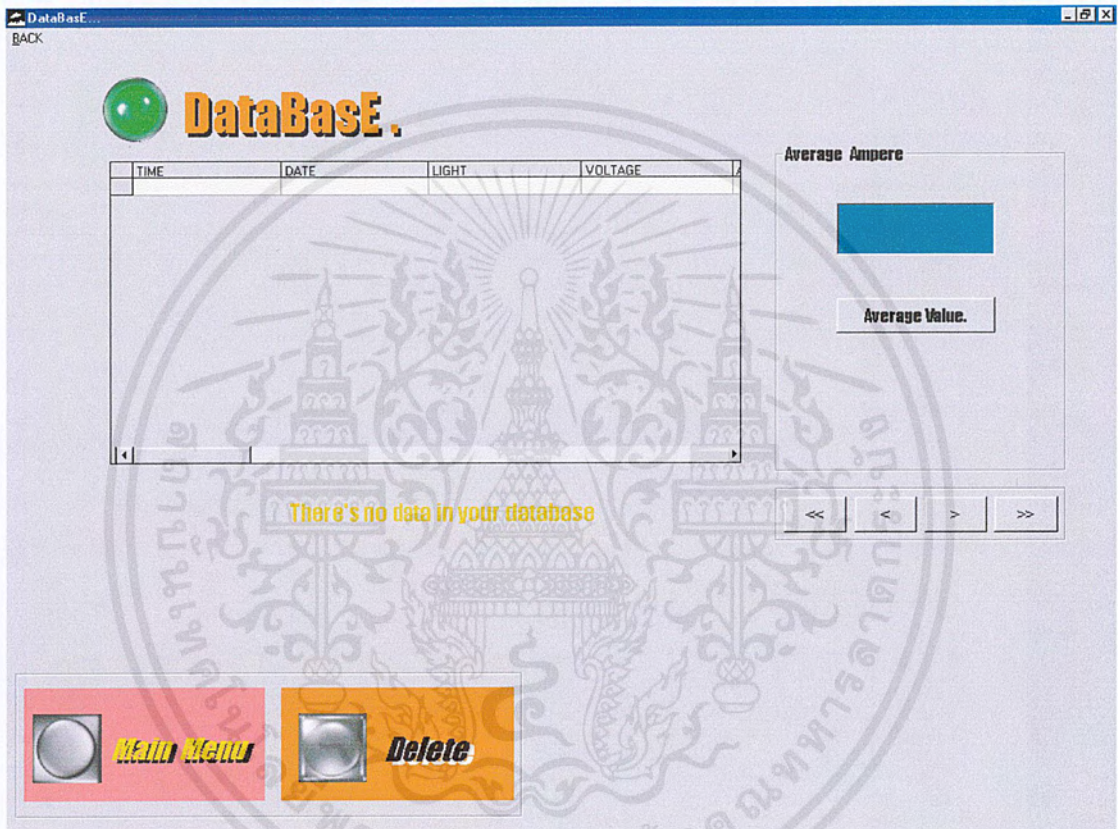 DataBasE...
BACK
DataBasE.
TIME DATE LIGHT VOLTAGE A
Average Ampere
Average Value.
There's no data in your database
<< < > >>
Main Menu
Delete